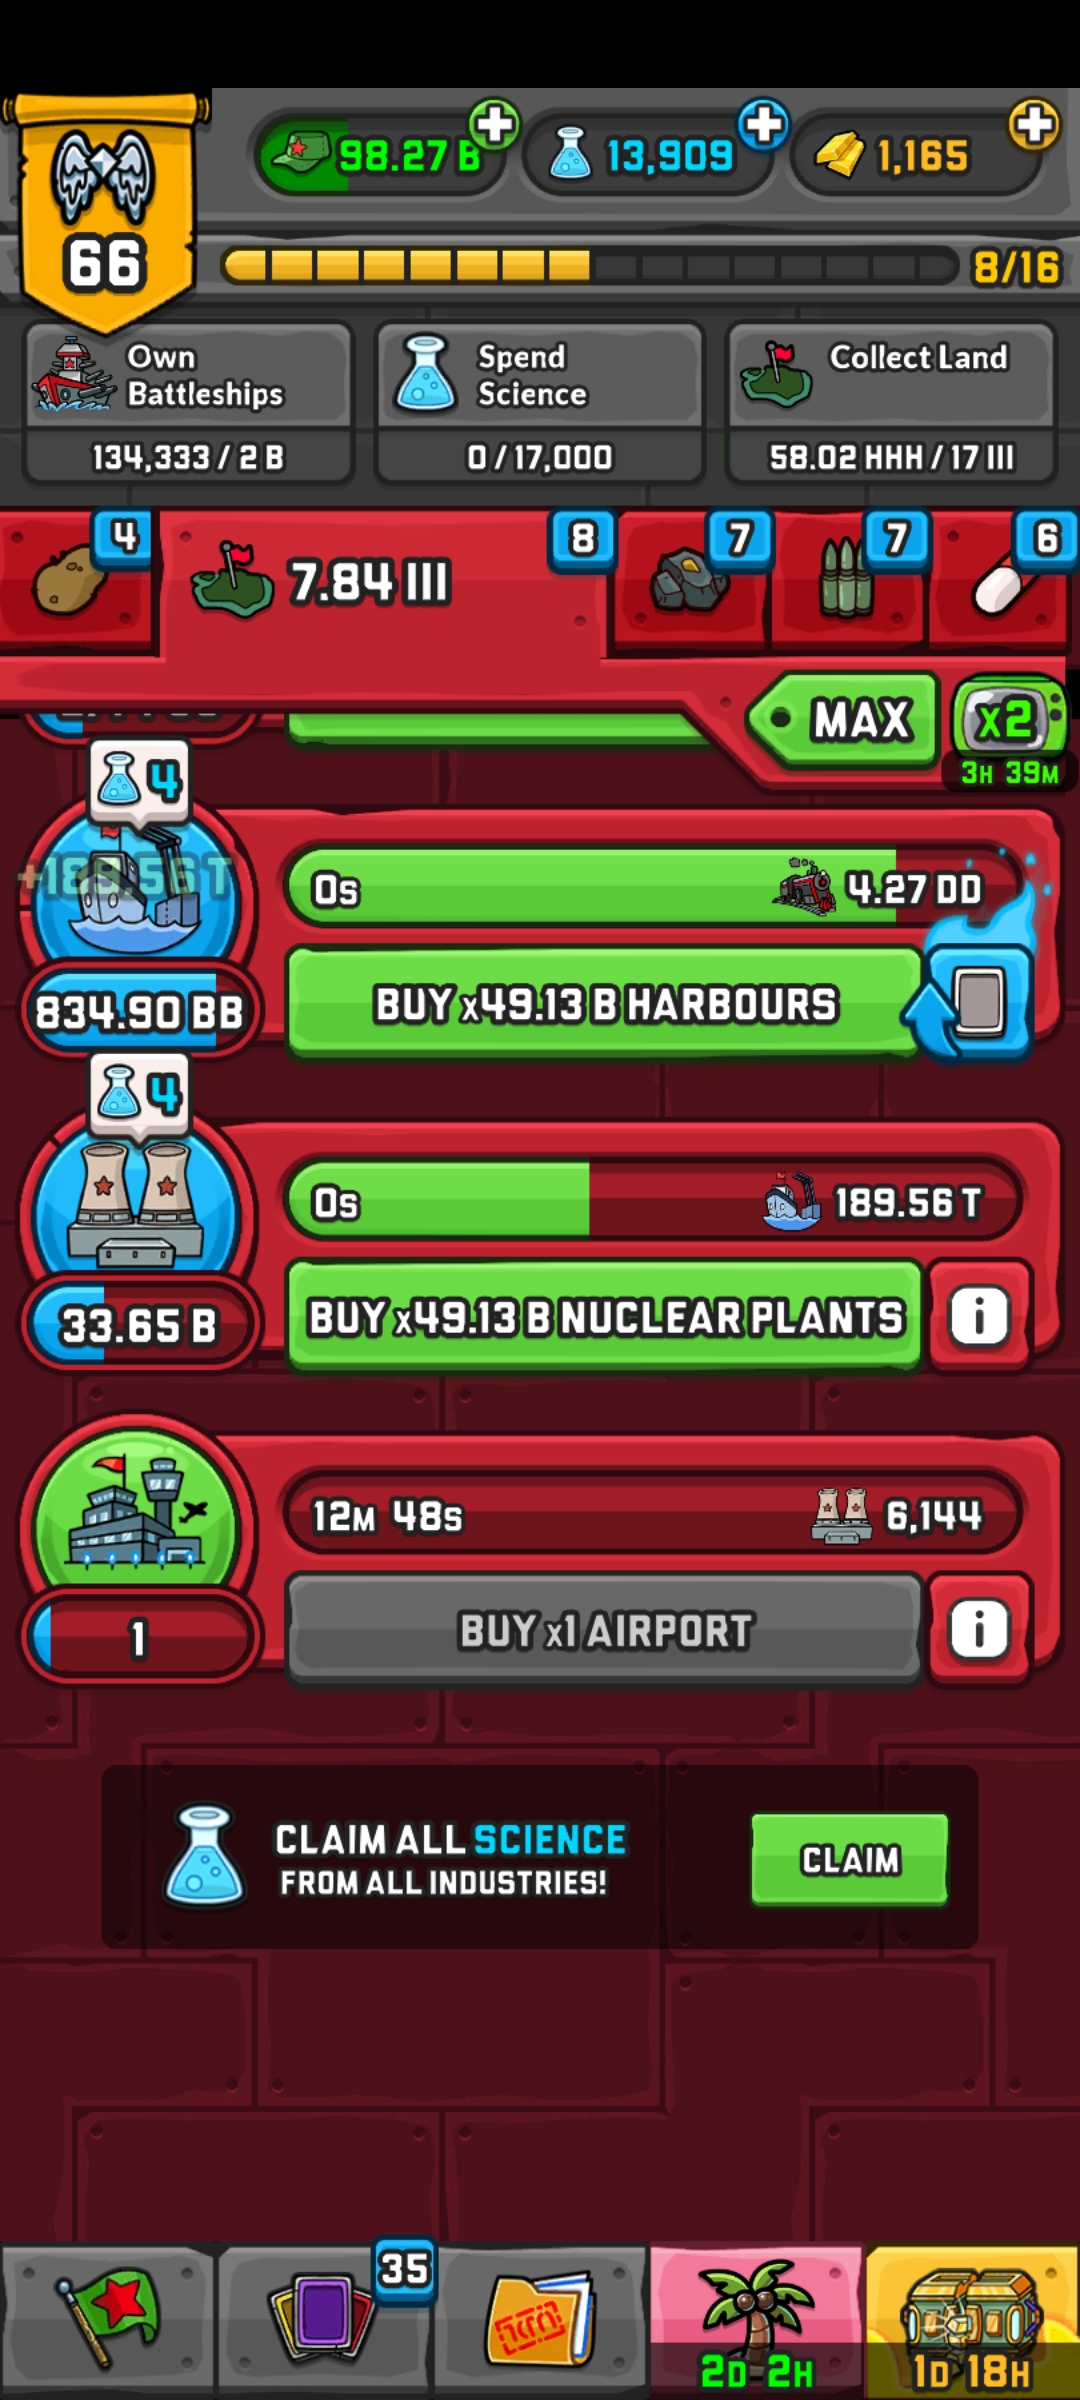 98.27 B
13,909
1,165
66
8/16
Own
Battleships
134,333 / 2 B
Spend
Science
0 / 17,000
Collect Land
58.02 HHH / 17 III
4
7.84 III
8
7
7
6
MAX
x2
3H 39M
4
+189.56 T
0s
4.27 DD
834.90 BB
BUY x49.13 B HARBOURS
4
0s
189.56 T
33.65 B
BUY x49.13 B NUCLEAR PLANTS
i
12M 48s
6,144
1
BUY x1 AIRPORT
i
CLAIM ALL SCIENCE
FROM ALL INDUSTRIES!
CLAIM
35
2D 2H
1D 18H